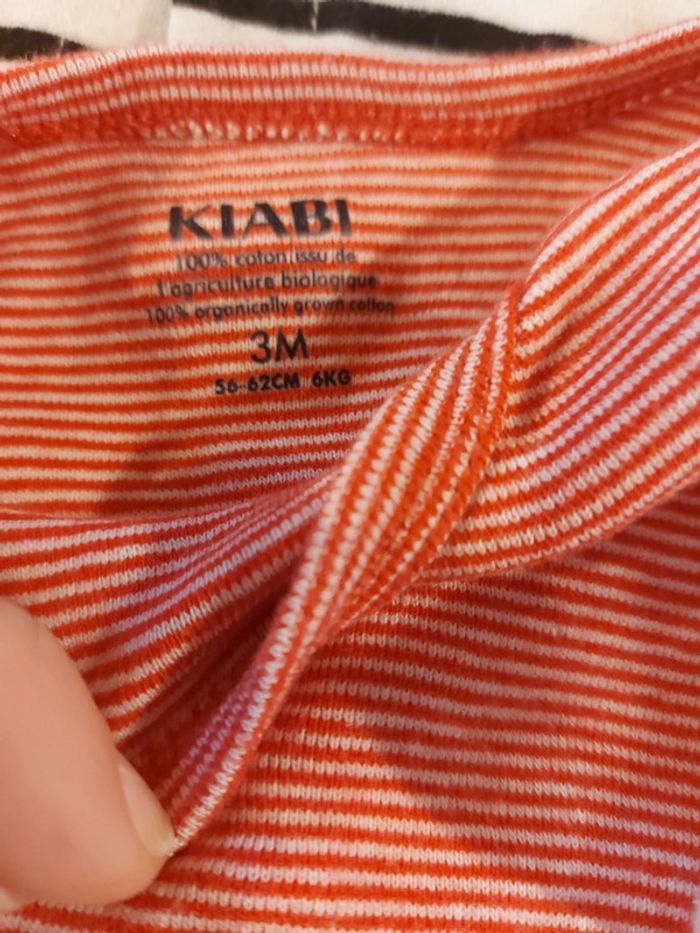 KIABI
100% coton issu de
l'agriculture biologique
100% organically grown cotton
3M
56-62CM 6KG